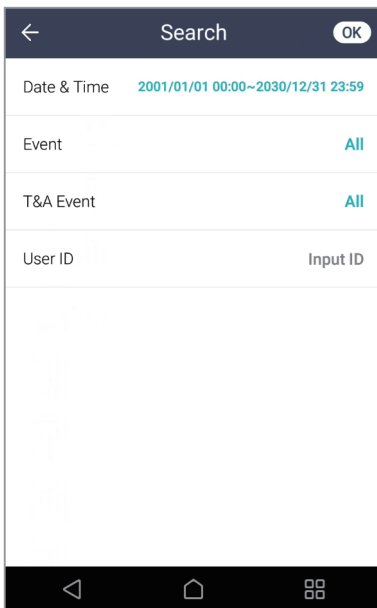 Search OK
Date & Time 2001/01/01 00:00~2030/12/31 23:59
Event All
T&A Event All
User ID Input ID